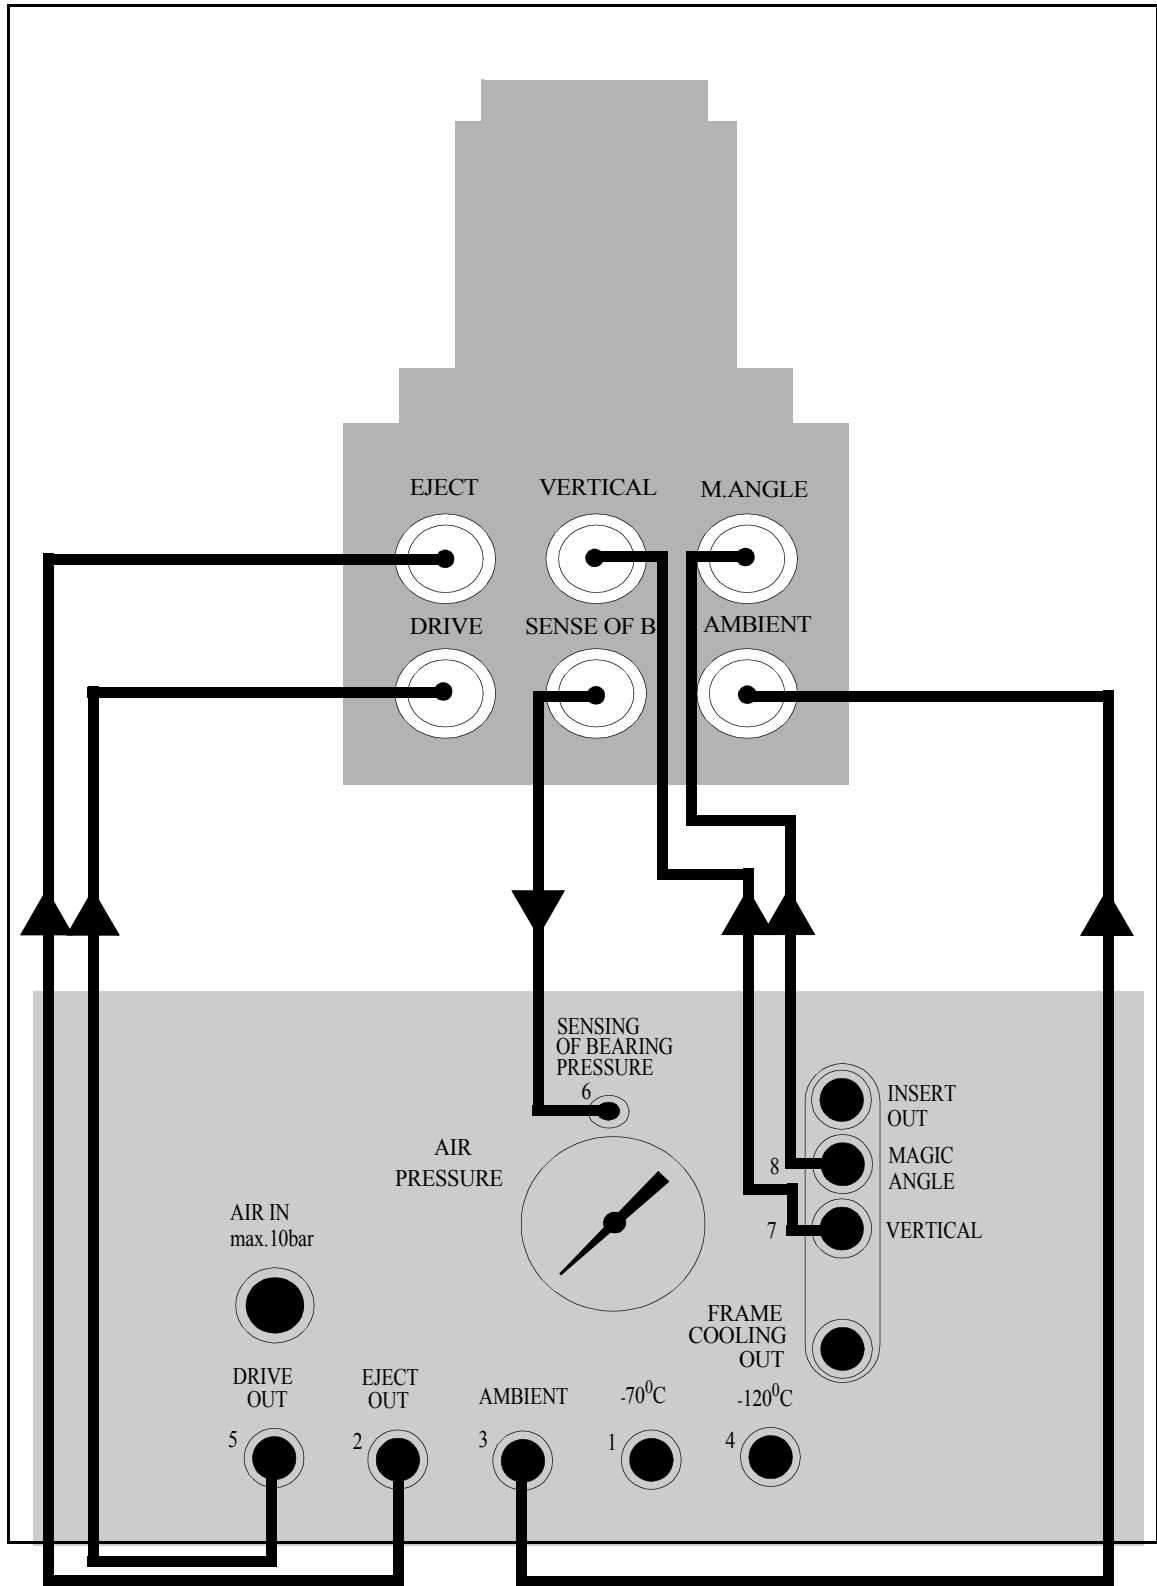 EJECT
VERTICAL
M.ANGLE
DRIVE
SENSE OF B
AMBIENT
SENSING
OF BEARING
PRESSURE
6
AIR
PRESSURE
INSERT
OUT
8
MAGIC
ANGLE
7
VERTICAL
AIR IN
max.10bar
FRAME
COOLING
OUT
DRIVE
OUT
EJECT
OUT
AMBIENT
-70⁰C
-120⁰C
5
2
3
1
4